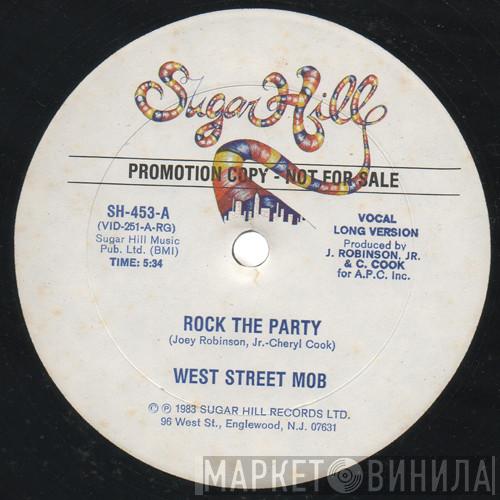 Sugar Hill
PROMOTION COPY - NOT FOR SALE
SH-453-A
(VID-251-A-RG)
Sugar Hill Music
Pub. Ltd. (BMI)
TIME: 5:34
VOCAL
LONG VERSION
Produced by
J. ROBINSON, JR.
& C. COOK
for A.P.C. Inc.
ROCK THE PARTY
(Joey Robinson, Jr.-Cheryl Cook)
WEST STREET MOB
© ℗ 1983 SUGAR HILL RECORDS LTD.
96 West St., Englewood, N.J. 07631
МАРКЕТ ВИНИЛА